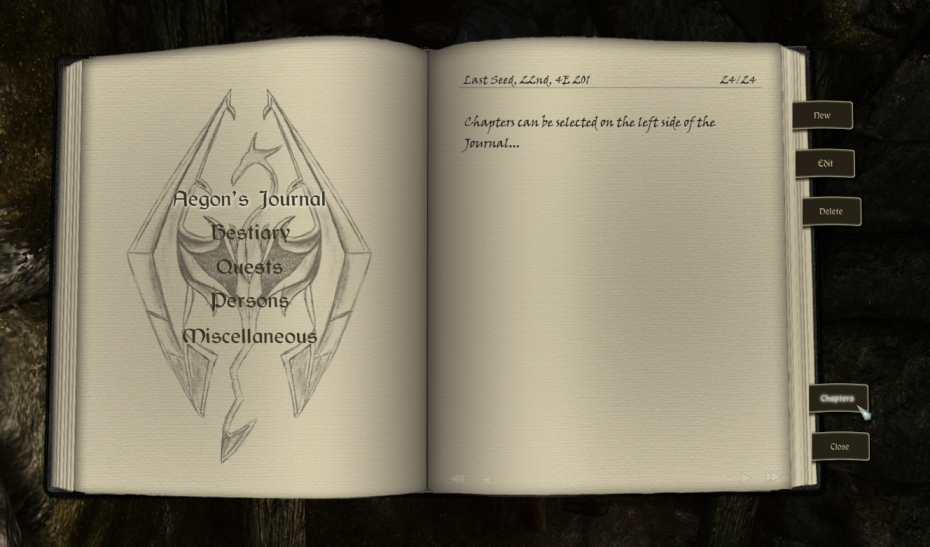 Aegon's Journal
Bestiary
Quests
Persons
Miscellaneous
Last Seed, 22nd, 4E 201
24/24
Chapters can be selected on the left side of the
Journal...
New
Edit
Delete
Chapters
Close